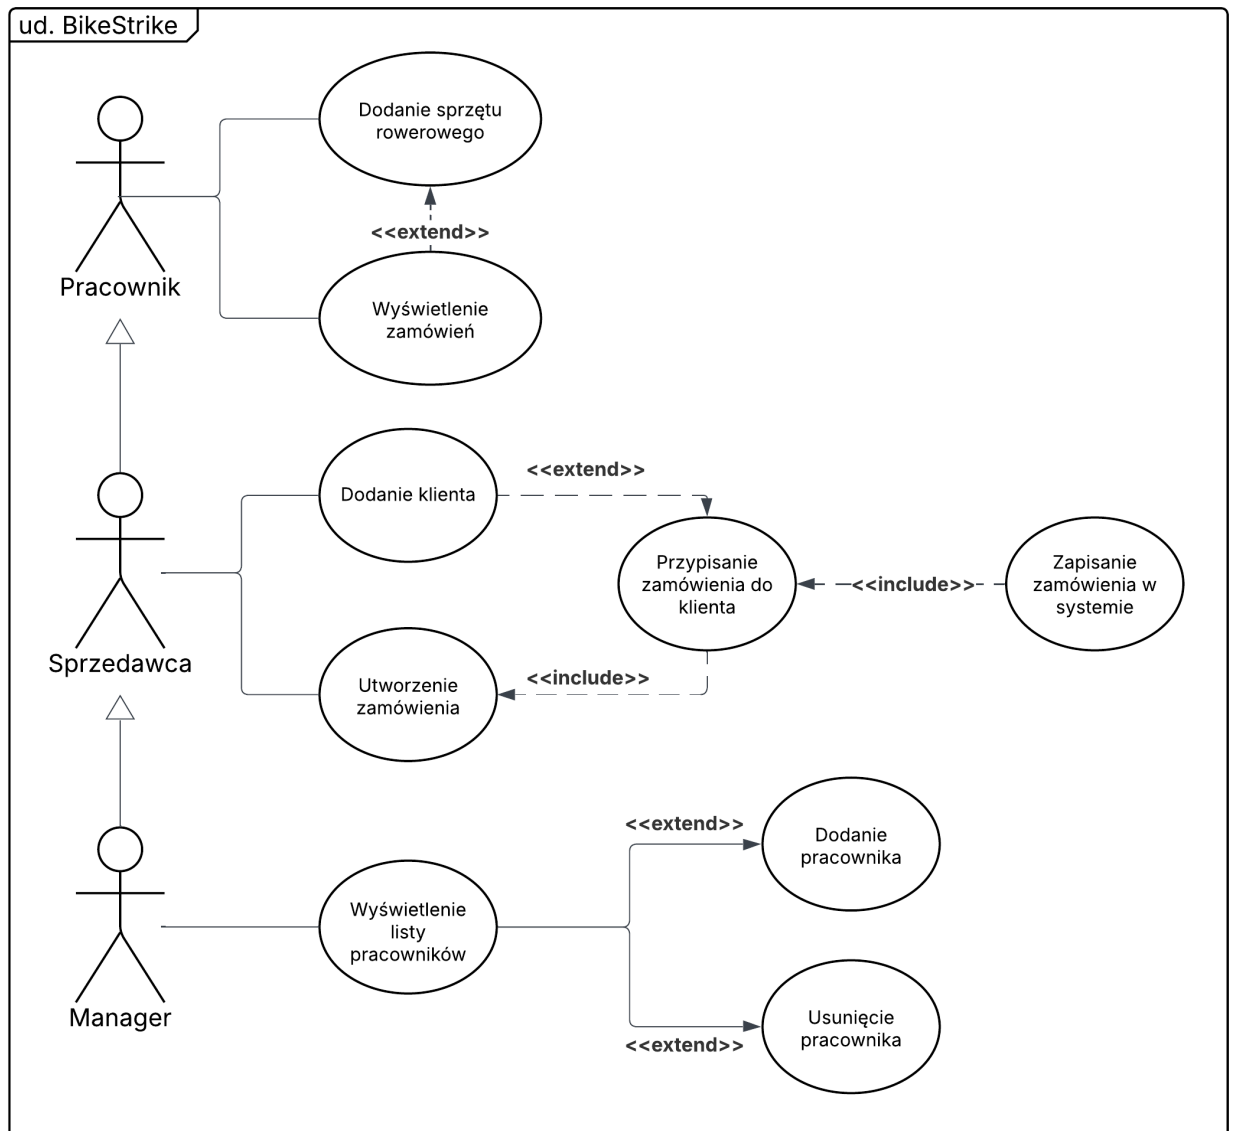 ud. BikeStrike
Dodanie sprzętu
rowerowego
<<extend>>
Pracownik
Wyświetlenie
zamówień
Dodanie klienta
<<extend>>
Przypisanie
zamówienia do
klienta
<<include>>
Zapisanie
zamówienia w
systemie
Sprzedawca
Utworzenie
zamówienia
<<include>>
<<extend>>
Dodanie
pracownika
Wyświetlenie
listy
pracowników
Manager
Usunięcie
pracownika
<<extend>>